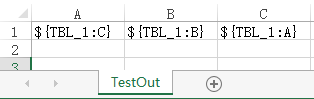 A B C
1 ${TBL_1:C} ${TBL_1:B} ${TBL_1:A}
2
3
TestOut